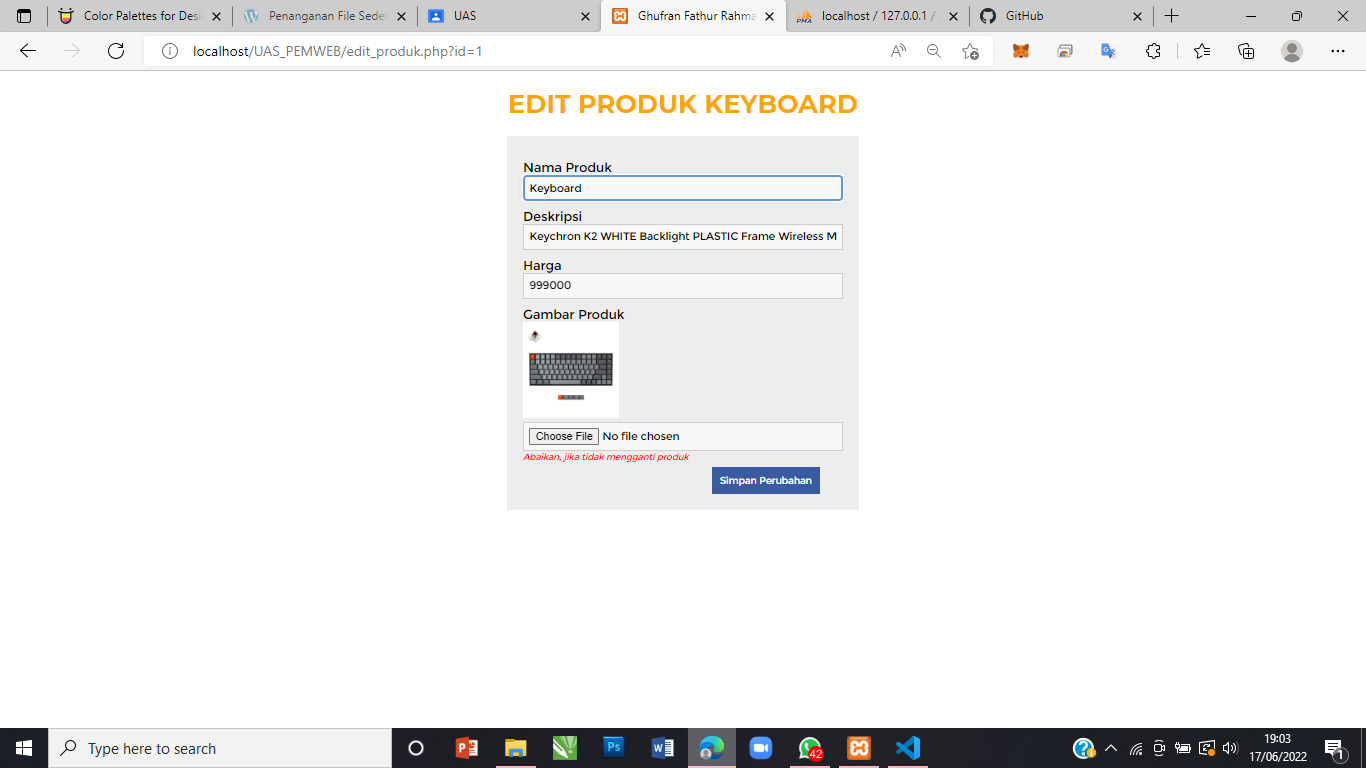 Color Palettes for Desi
Penanganan File Seder
UAS
Ghufran Fathur Rahma
localhost / 127.0.0.1 /
GitHub
localhost/UAS_PEMWEB/edit_produk.php?id=1
EDIT PRODUK KEYBOARD
Nama Produk
Keyboard
Deskripsi
Keychron K2 WHITE Backlight PLASTIC Frame Wireless M
Harga
999000
Gambar Produk
Choose File No file chosen
Abaikan, jika tidak mengganti produk
Simpan Perubahan
Type here to search
42
19:03
17/06/2022
1